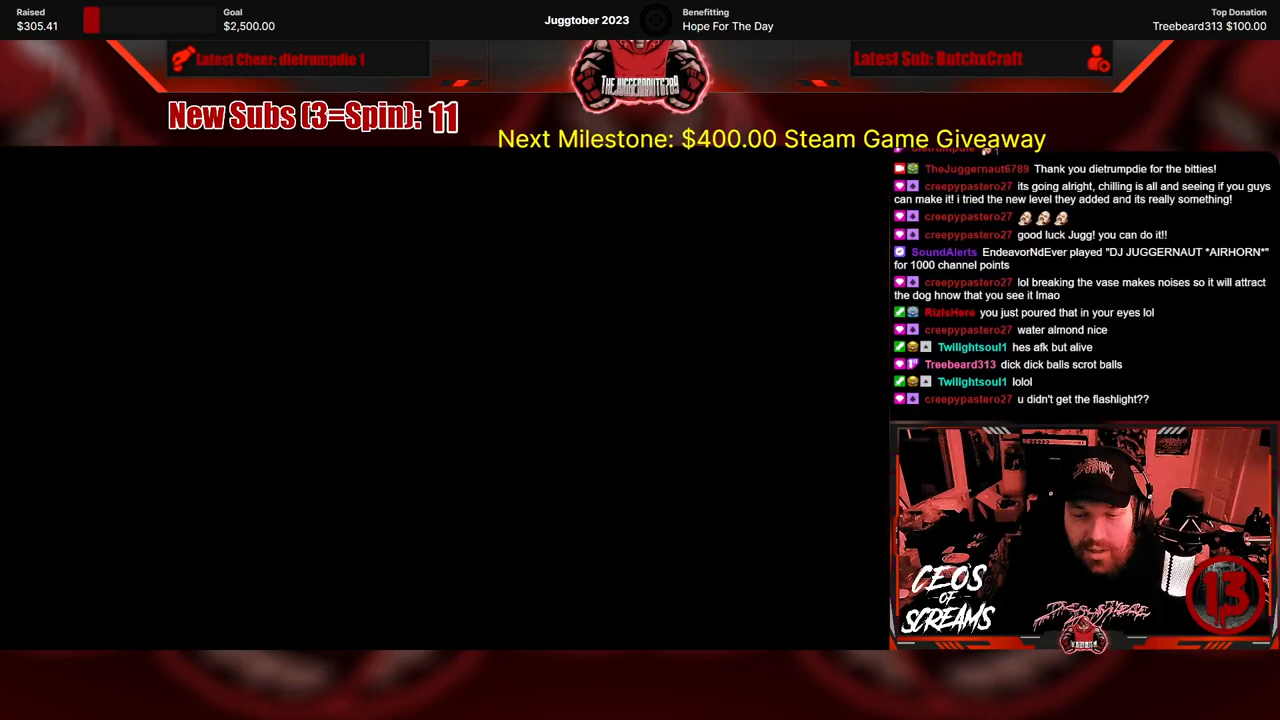 Raised
$305.41
Goal
$2,500.00
Juggtober 2023
Benefitting
Hope For The Day
Top Donation
Treebeard313 $100.00
Latest Cheer: dietrumpdie 1
THEJUGGERNAUT6789
Latest Sub: ButchxCraft
New Subs (3=Spin): 11
Next Milestone: $400.00 Steam Game Giveaway
TheJuggernaut6789 Thank you dietrumpdie for the bitties!
creepypastero27 its going alright, chilling is all and seeing if you guys
can make it! i tried the new level they added and its really something!
creepypastero27
creepypastero27 good luck Jugg! you can do it!!
SoundAlerts EndeavorNdEver played "DJ JUGGERNAUT *AIRHORN*"
for 1000 channel points
creepypastero27 lol breaking the vase makes noises so it will attract
the dog hnow that you see it lmao
RizIsHere you just poured that in your eyes lol
creepypastero27 water almond nice
Twilightsoul1 hes afk but alive
Treebeard313 dick dick balls scrot balls
Twilightsoul1 lolol
creepypastero27 u didn't get the flashlight??
CEOS
OF
SCREAMS
13